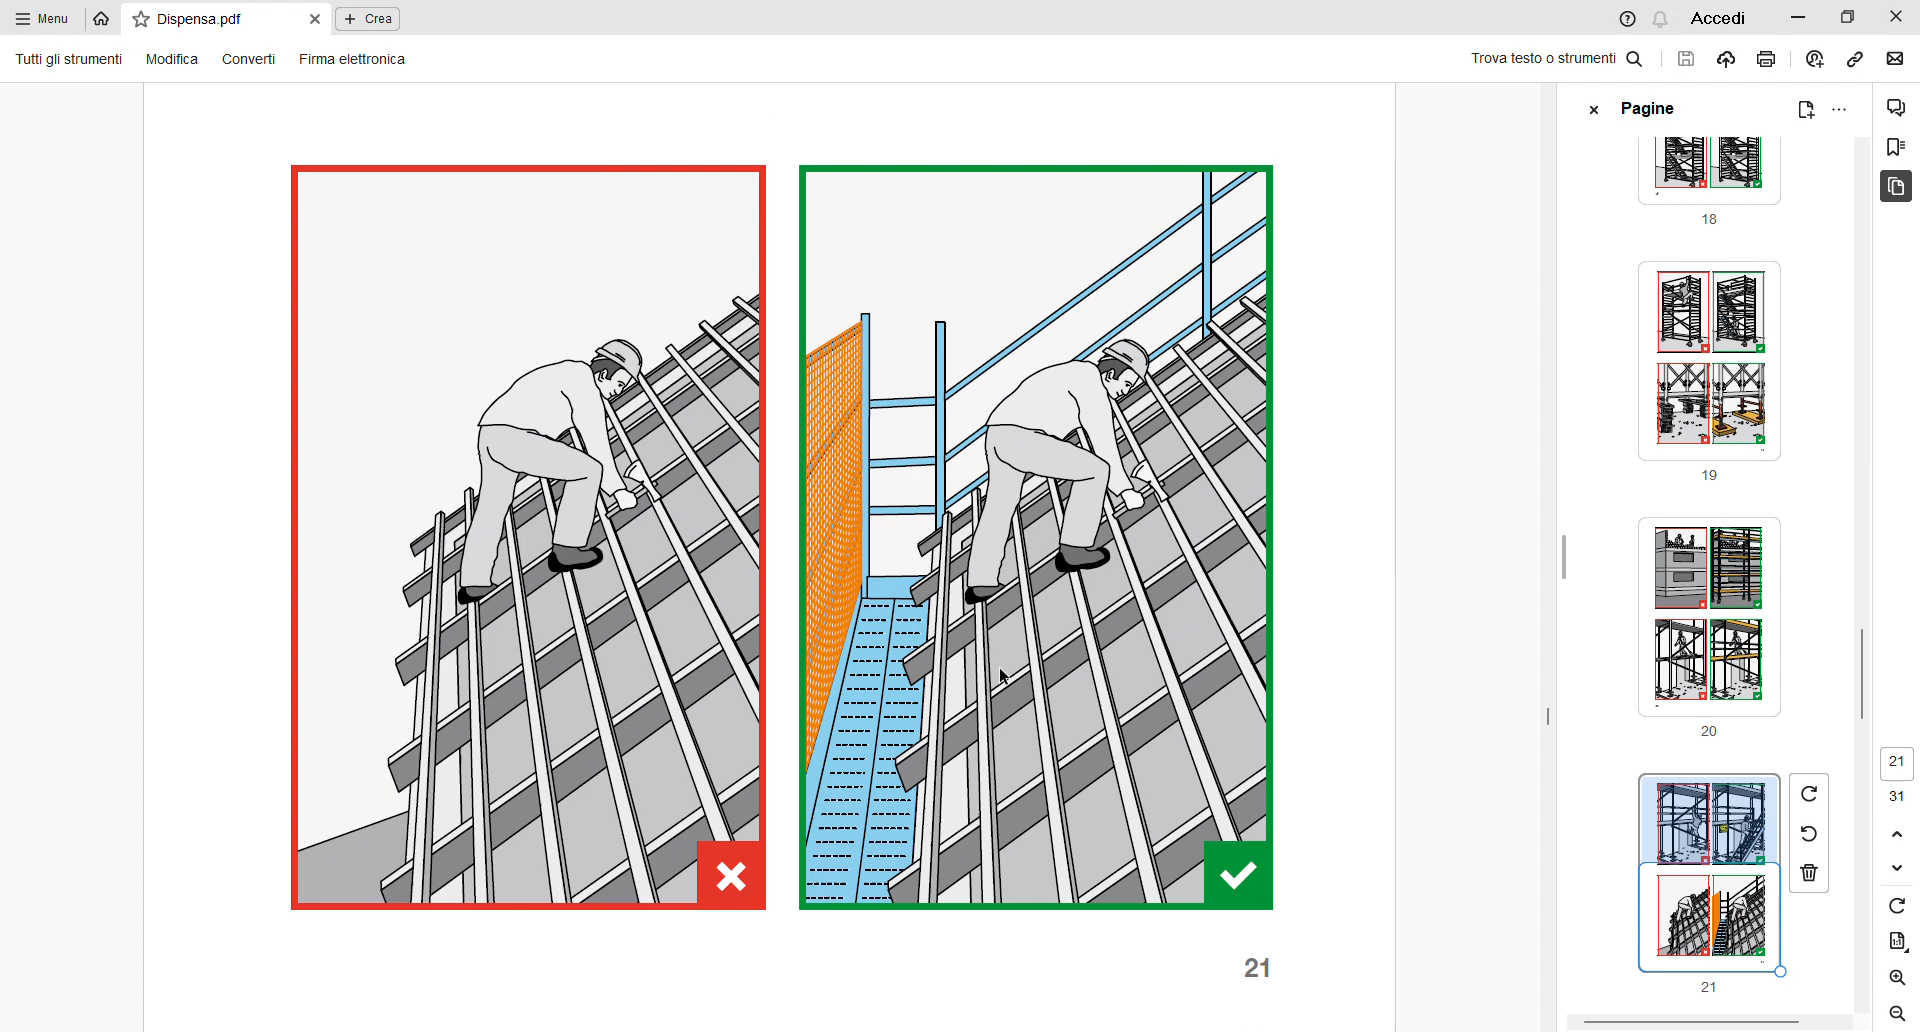 Menu
Dispensa.pdf
Crea
Accedi
Tutti gli strumenti
Modifica
Converti
Firma elettronica
Trova testo o strumenti
Pagine
18
19
20
21
21
31
21